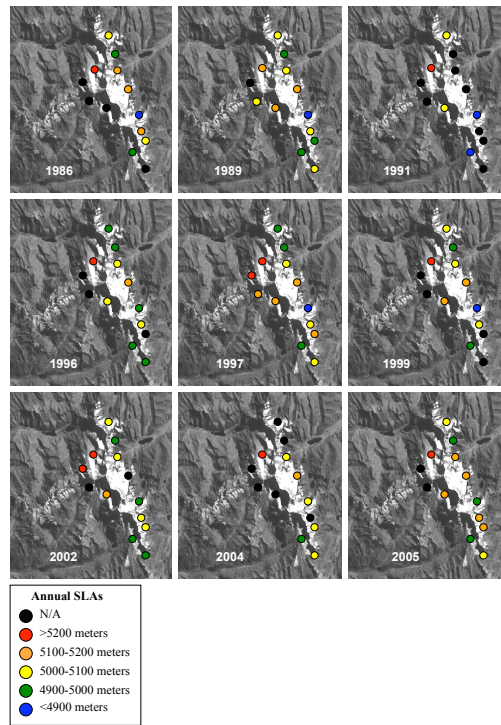 1986
1989
1991
1996
1997
1999
2002
2004
2005
Annual SLAs
N/A
>5200 meters
5100-5200 meters
5000-5100 meters
4900-5000 meters
<4900 meters